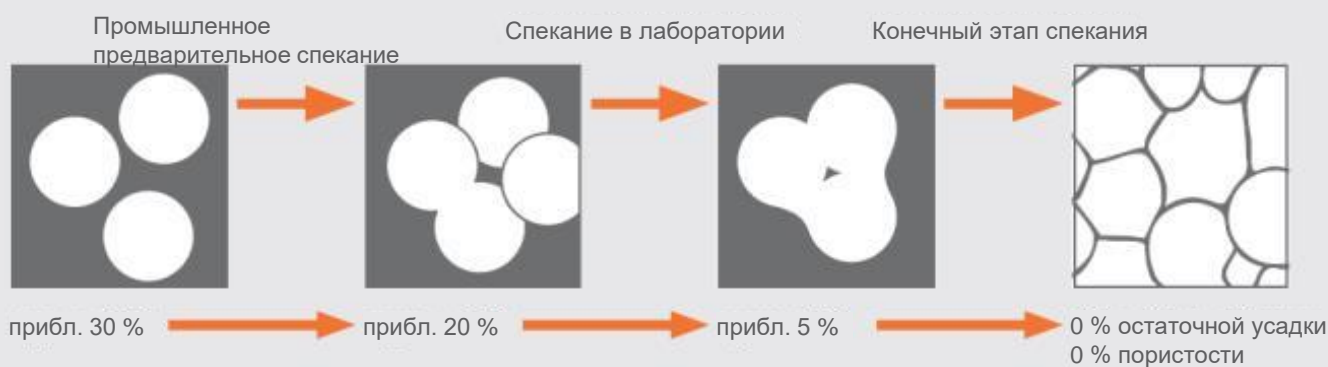 Промышленное
предварительное спекание
Спекание в лаборатории
Конечный этап спекания
прибл. 30 %
прибл. 20 %
прибл. 5 %
0 % остаточной усадки
0 % пористости